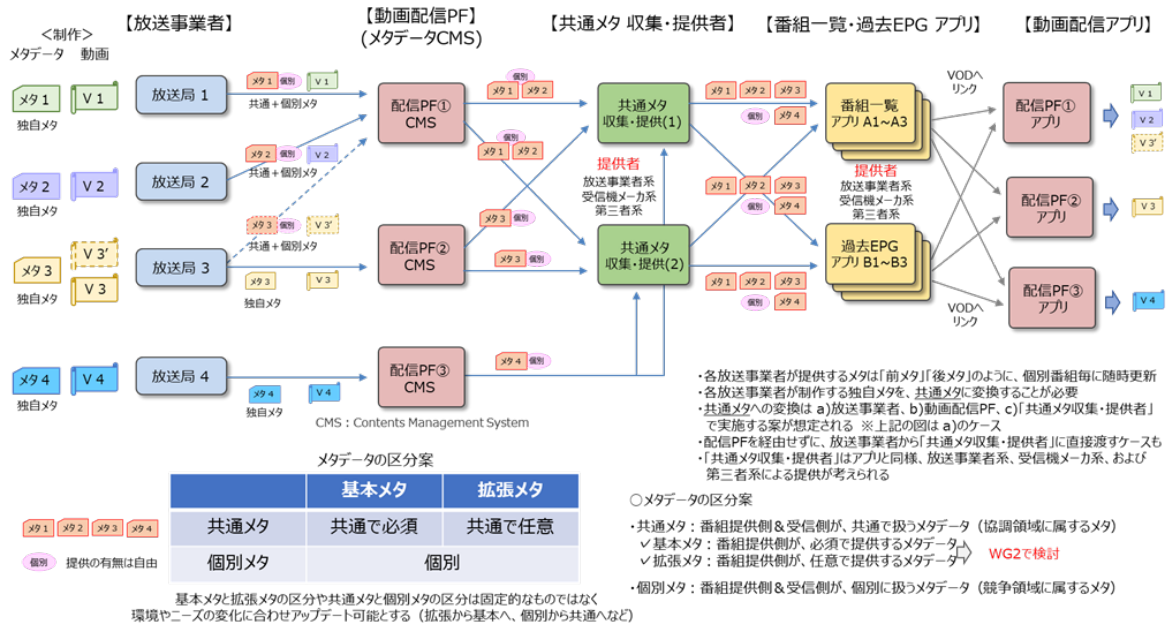 【放送事業者】
【動画配信PF】
(メタデータCMS)
【共通メタ 収集・提供者】
【番組一覧・過去EPG アプリ】
【動画配信アプリ】
＜制作＞
メタデータ 動画
メタ 1
V 1
独自メタ
放送局 1
メタ 1
個別
V 1
共通＋個別メタ
配信PF①
CMS
個別
メタ 1
メタ 2
共通メタ
収集・提供(1)
メタ 1
メタ 2
メタ 3
個別
メタ 4
番組一覧
アプリ A1~A3
VODへ
リンク
配信PF①
アプリ
V 1
V 2
V 3'
メタ 2
V 2
独自メタ
放送局 2
メタ 2
個別
V 2
共通＋個別メタ
個別
メタ 1
メタ 2
提供者
放送事業者系
受信機メーカ系
第三者系
メタ 1
メタ 2
メタ 3
個別
メタ 4
提供者
放送事業者系
受信機メーカ系
第三者系
配信PF②
アプリ
V 3
メタ 3
V 3'
V 3
独自メタ
放送局 3
メタ 3
個別
V 3'
共通＋個別メタ
メタ 3
V 3
独自メタ
配信PF②
CMS
メタ 3
個別
メタ 3
個別
共通メタ
収集・提供(2)
メタ 1
メタ 2
メタ 3
個別
メタ 4
過去EPG
アプリ B1~B3
VODへ
リンク
配信PF③
アプリ
V 4
メタ 4
V 4
独自メタ
放送局 4
メタ 4
V 4
独自メタ
配信PF③
CMS
メタ 4
個別
CMS : Contents Management System
・各放送事業者が提供するメタは「前メタ」「後メタ」のように、個別番組毎に随時更新
・各放送事業者が制作する独自メタを、共通メタに変換することが必要
・共通メタへの変換は a)放送事業者、b)動画配信PF、c)「共通メタ収集・提供者」
で実施する案が想定される ※上記の図は a)のケース
・配信PFを経由せずに、放送事業者から「共通メタ収集・提供者」に直接渡すケースも
・「共通メタ収集・提供者」はアプリと同様、放送事業者系、受信機メーカ系、および
第三者系による提供が考えられる
メタデータの区分案
基本メタ 拡張メタ
共通メタ 共通で必須 共通で任意
個別メタ 個別
メタ 1
メタ 2
メタ 3
メタ 4
個別
提供の有無は自由
基本メタと拡張メタの区分や共通メタと個別メタの区分は固定的なものではなく
環境やニーズの変化に合わせアップデート可能とする（拡張から基本へ、個別から共通へなど）
○メタデータの区分案
・共通メタ：番組提供側＆受信側が、共通で扱うメタデータ（協調領域に属するメタ）
✓基本メタ：番組提供側が、必須で提供するメタデータ
✓拡張メタ：番組提供側が、任意で提供するメタデータ
WG2で検討
・個別メタ：番組提供側＆受信側が、個別に扱うメタデータ（競争領域に属するメタ）